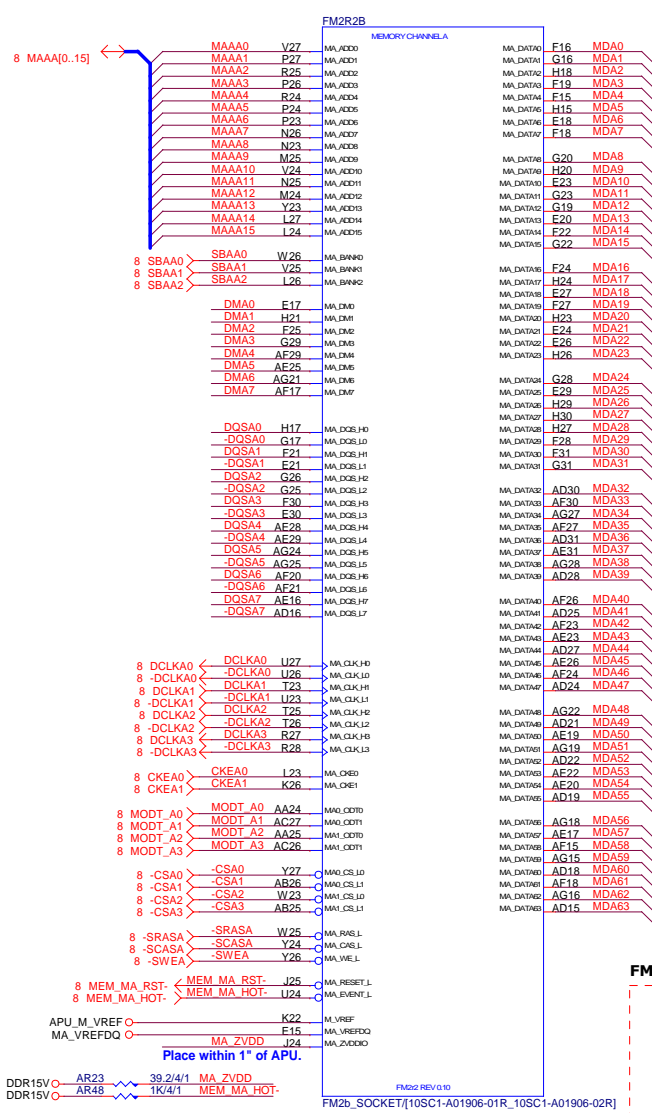 FM2R2B
MEMORY CHANNEL A
8 MAAA[0..15]
MAAA0 V27 MA_ADD0 MA_DATA0 F16 MDA0
MAAA1 P27 MA_ADD1 MA_DATA1 G16 MDA1
MAAA2 R25 MA_ADD2 MA_DATA2 H18 MDA2
MAAA3 P26 MA_ADD3 MA_DATA3 F19 MDA3
MAAA4 R24 MA_ADD4 MA_DATA4 F15 MDA4
MAAA5 P24 MA_ADD5 MA_DATA5 H15 MDA5
MAAA6 P23 MA_ADD6 MA_DATA6 E18 MDA6
MAAA7 N26 MA_ADD7 MA_DATA7 F18 MDA7
MAAA8 N23 MA_ADD8
MAAA9 M25 MA_ADD9 MA_DATA8 G20 MDA8
MAAA10 V24 MA_ADD10 MA_DATA9 H20 MDA9
MAAA11 N25 MA_ADD11 MA_DATA10 E23 MDA10
MAAA12 M24 MA_ADD12 MA_DATA11 G23 MDA11
MAAA13 Y23 MA_ADD13 MA_DATA12 G19 MDA12
MAAA14 L27 MA_ADD14 MA_DATA13 E20 MDA13
MAAA15 L24 MA_ADD15 MA_DATA14 F22 MDA14
MA_DATA15 G22 MDA15
8 SBAA0 SBAA0 W26 MA_BANK0
8 SBAA1 SBAA1 V25 MA_BANK1 MA_DATA16 F24 MDA16
8 SBAA2 SBAA2 L26 MA_BANK2 MA_DATA17 H24 MDA17
MA_DATA18 E27 MDA18
DMA0 E17 MA_DM0 MA_DATA19 F27 MDA19
DMA1 H21 MA_DM1 MA_DATA20 H23 MDA20
DMA2 F25 MA_DM2 MA_DATA21 E24 MDA21
DMA3 G29 MA_DM3 MA_DATA22 E26 MDA22
DMA4 AF29 MA_DM4 MA_DATA23 H26 MDA23
DMA5 AE25 MA_DM5
DMA6 AG21 MA_DM6 MA_DATA24 G28 MDA24
DMA7 AF17 MA_DM7 MA_DATA25 E29 MDA25
MA_DATA26 H29 MDA26
MA_DATA27 H30 MDA27
DQSA0 H17 MA_DQS_H0 MA_DATA28 H27 MDA28
-DQSA0 G17 MA_DQS_L0 MA_DATA29 F28 MDA29
DQSA1 F21 MA_DQS_H1 MA_DATA30 F31 MDA30
-DQSA1 E21 MA_DQS_L1 MA_DATA31 G31 MDA31
DQSA2 G26 MA_DQS_H2
-DQSA2 G25 MA_DQS_L2 MA_DATA32 AD30 MDA32
DQSA3 F30 MA_DQS_H3 MA_DATA33 AF30 MDA33
-DQSA3 E30 MA_DQS_L3 MA_DATA34 AG27 MDA34
DQSA4 AE28 MA_DQS_H4 MA_DATA35 AF27 MDA35
-DQSA4 AE29 MA_DQS_L4 MA_DATA36 AD31 MDA36
DQSA5 AG24 MA_DQS_H5 MA_DATA37 AE31 MDA37
-DQSA5 AG25 MA_DQS_L5 MA_DATA38 AG28 MDA38
DQSA6 AF20 MA_DQS_H6 MA_DATA39 AD28 MDA39
-DQSA6 AF21 MA_DQS_L6
DQSA7 AE16 MA_DQS_H7 MA_DATA40 AF26 MDA40
-DQSA7 AD16 MA_DQS_L7 MA_DATA41 AD25 MDA41
MA_DATA42 AF23 MDA42
MA_DATA43 AE23 MDA43
MA_DATA44 AD27 MDA44
8 DCLKA0 DCLKA0 U27 MA_CLK_H0 MA_DATA45 AE26 MDA45
8 -DCLKA0 -DCLKA0 U26 MA_CLK_L0 MA_DATA46 AF24 MDA46
8 DCLKA1 DCLKA1 T23 MA_CLK_H1 MA_DATA47 AD24 MDA47
8 -DCLKA1 -DCLKA1 U23 MA_CLK_L1
8 DCLKA2 DCLKA2 T25 MA_CLK_H2 MA_DATA48 AG22 MDA48
8 -DCLKA2 -DCLKA2 T26 MA_CLK_L2 MA_DATA49 AD21 MDA49
8 DCLKA3 DCLKA3 R27 MA_CLK_H3 MA_DATA50 AE19 MDA50
8 -DCLKA3 -DCLKA3 R28 MA_CLK_L3 MA_DATA51 AG19 MDA51
MA_DATA52 AD22 MDA52
8 CKEA0 CKEA0 L23 MA_CKE0 MA_DATA53 AE22 MDA53
8 CKEA1 CKEA1 K26 MA_CKE1 MA_DATA54 AE20 MDA54
MA_DATA55 AD19 MDA55
8 MODT_A0 MODT_A0 AA24 MA0_ODT0
8 MODT_A1 MODT_A1 AC27 MA0_ODT1 MA_DATA56 AG18 MDA56
8 MODT_A2 MODT_A2 AA25 MA1_ODT0 MA_DATA57 AE17 MDA57
8 MODT_A3 MODT_A3 AC26 MA1_ODT1 MA_DATA58 AF15 MDA58
MA_DATA59 AG15 MDA59
8 -CSA0 -CSA0 Y27 MA0_CS_L0 MA_DATA60 AD18 MDA60
8 -CSA1 -CSA1 AB26 MA0_CS_L1 MA_DATA61 AF18 MDA61
8 -CSA2 -CSA2 W23 MA1_CS_L0 MA_DATA62 AG16 MDA62
8 -CSA3 -CSA3 AB25 MA1_CS_L1 MA_DATA63 AD15 MDA63
8 -SRASA -SRASA W25 MA_RAS_L
8 -SCASA -SCASA Y24 MA_CAS_L
8 -SWEA -SWEA Y26 MA_WE_L
FM
8 MEM_MA_RST- MEM_MA_RST- J25 MA_RESET_L
8 MEM_MA_HOT- MEM_MA_HOT- U24 MA_EVENT_L
APU_M_VREF K22 M_VREF
MA_VREFDQ E15 MA_VREFDQ
MA_ZVDD J24 MA_ZVDDIO
Place within 1" of APU.
DDR15V AR23 39.2/4/1 MA_ZVDD
DDR15V AR48 1K/4/1 MEM_MA_HOT-
FM2r2 REV 0.10
FM2b_SOCKET/[10SC1-A01906-01R_10SC1-A01906-02R]